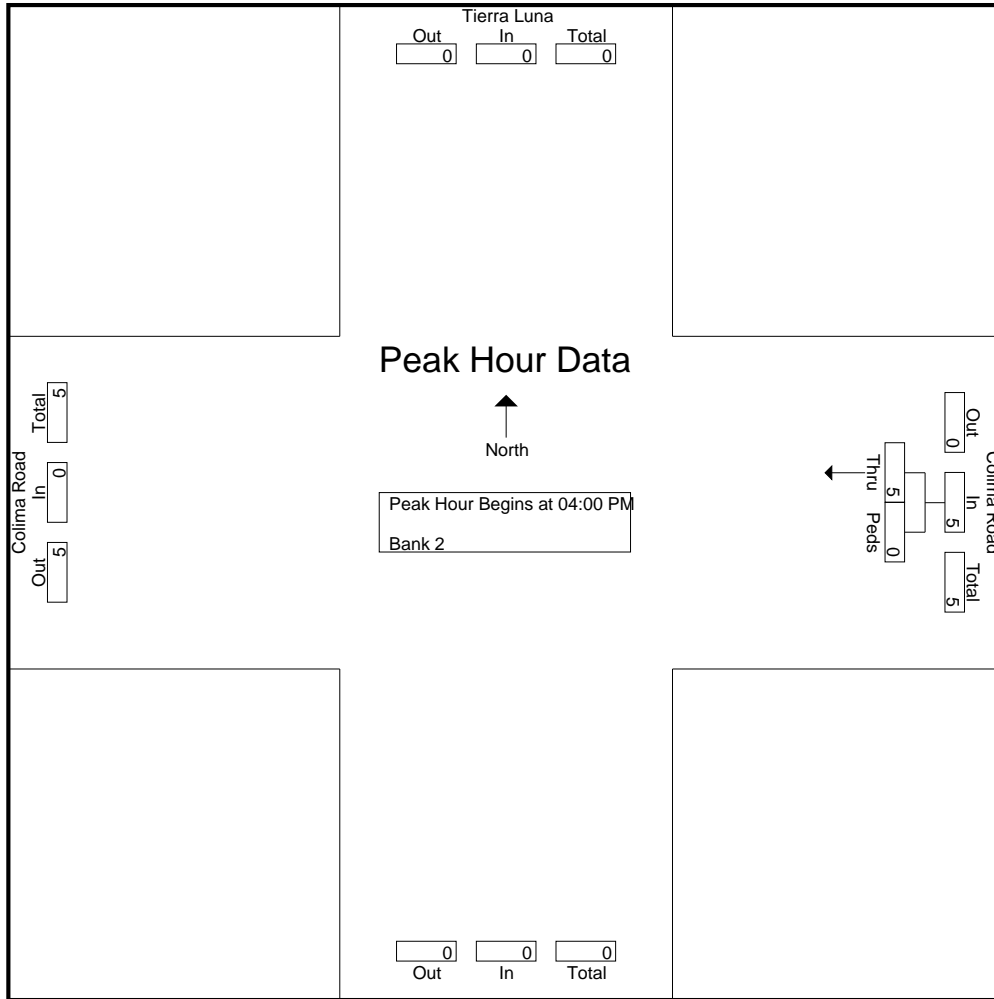 Tierra Luna
Out In Total
0 0 0
Peak Hour Data
North
Peak Hour Begins at 04:00 PM
Bank 2
Colima Road
Total In Out
5 0 5
Colima Road
Out In Total
0 5 5
Thru Peds
5 0
0 0 0
Out In Total